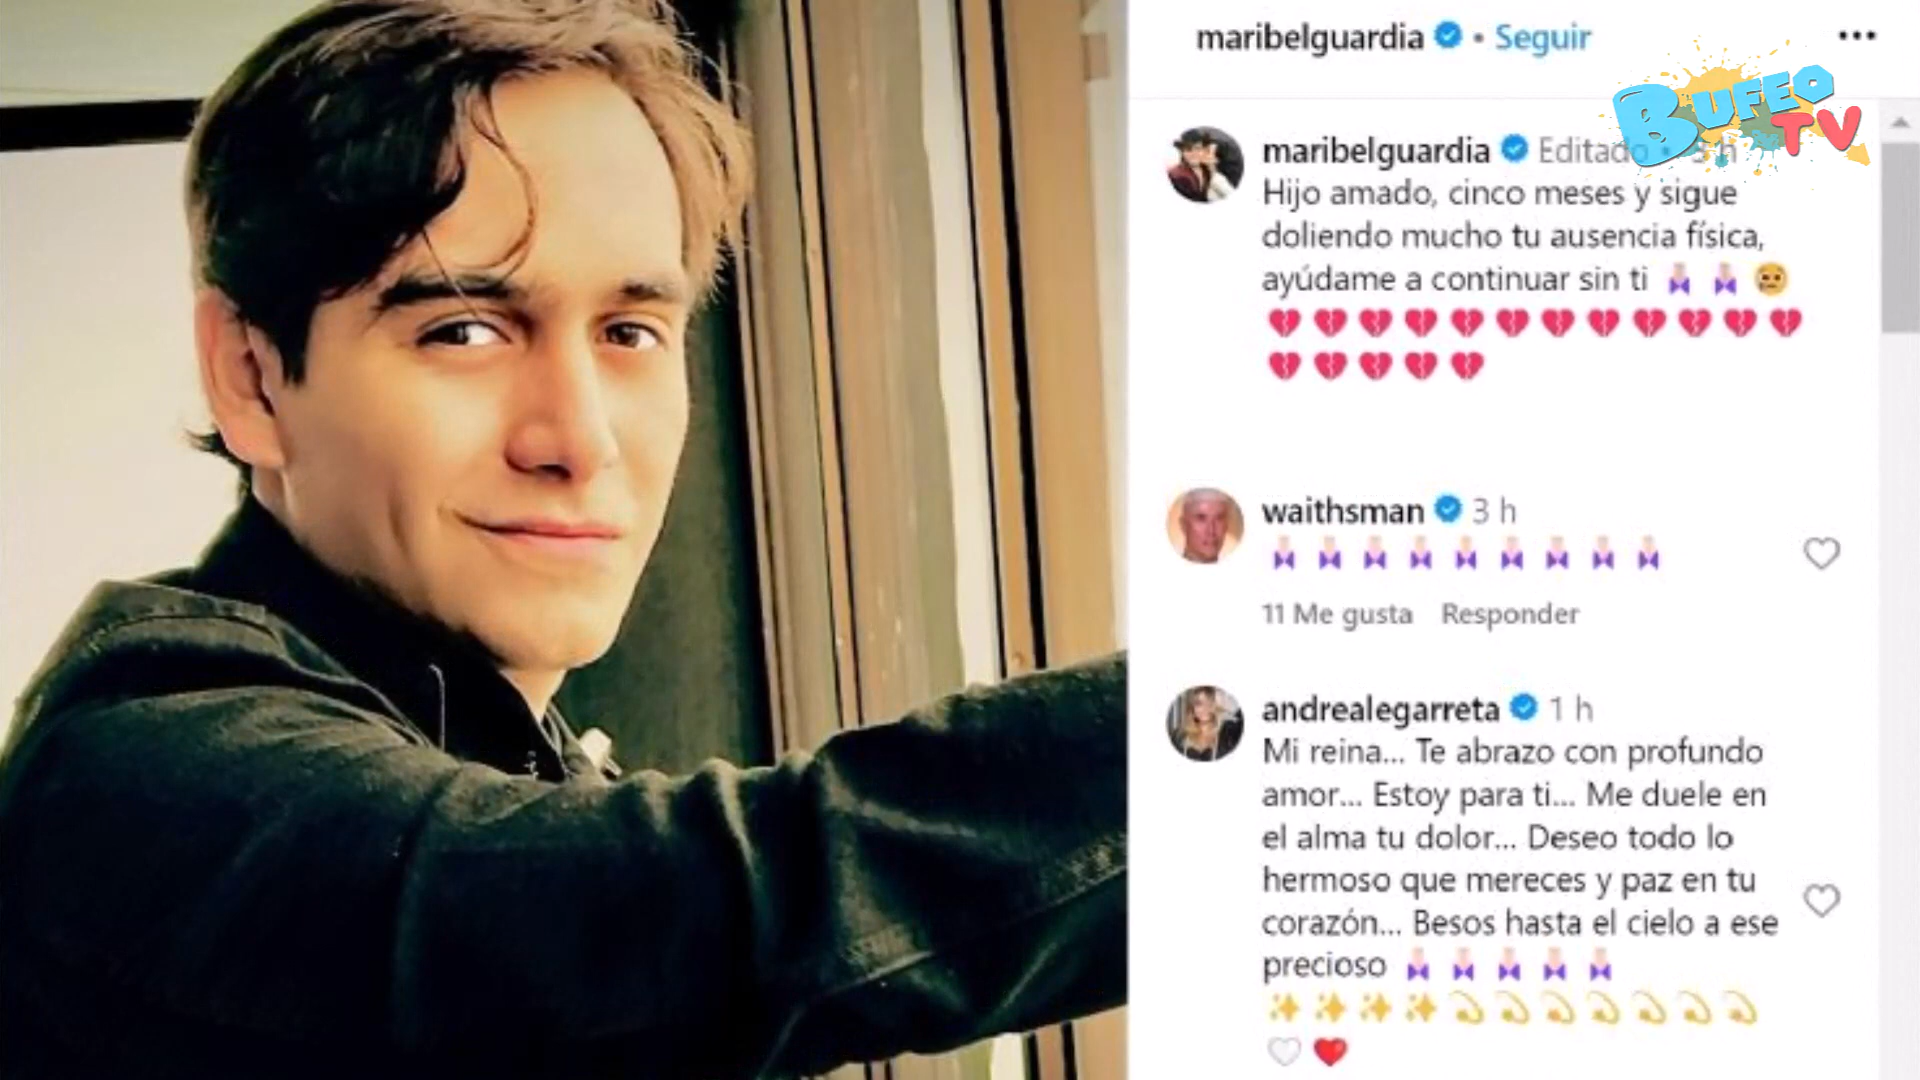 maribelguardia • Seguir
BUFEO TV
maribelguardia Editado • 3 h
Hijo amado, cinco meses y sigue
doliendo mucho tu ausencia física,
ayúdame a continuar sin ti
waithsman 3 h
11 Me gusta Responder
andrealegarreta 1 h
Mi reina... Te abrazo con profundo
amor... Estoy para ti... Me duele en
el alma tu dolor... Deseo todo lo
hermoso que mereces y paz en tu
corazón... Besos hasta el cielo a ese
precioso